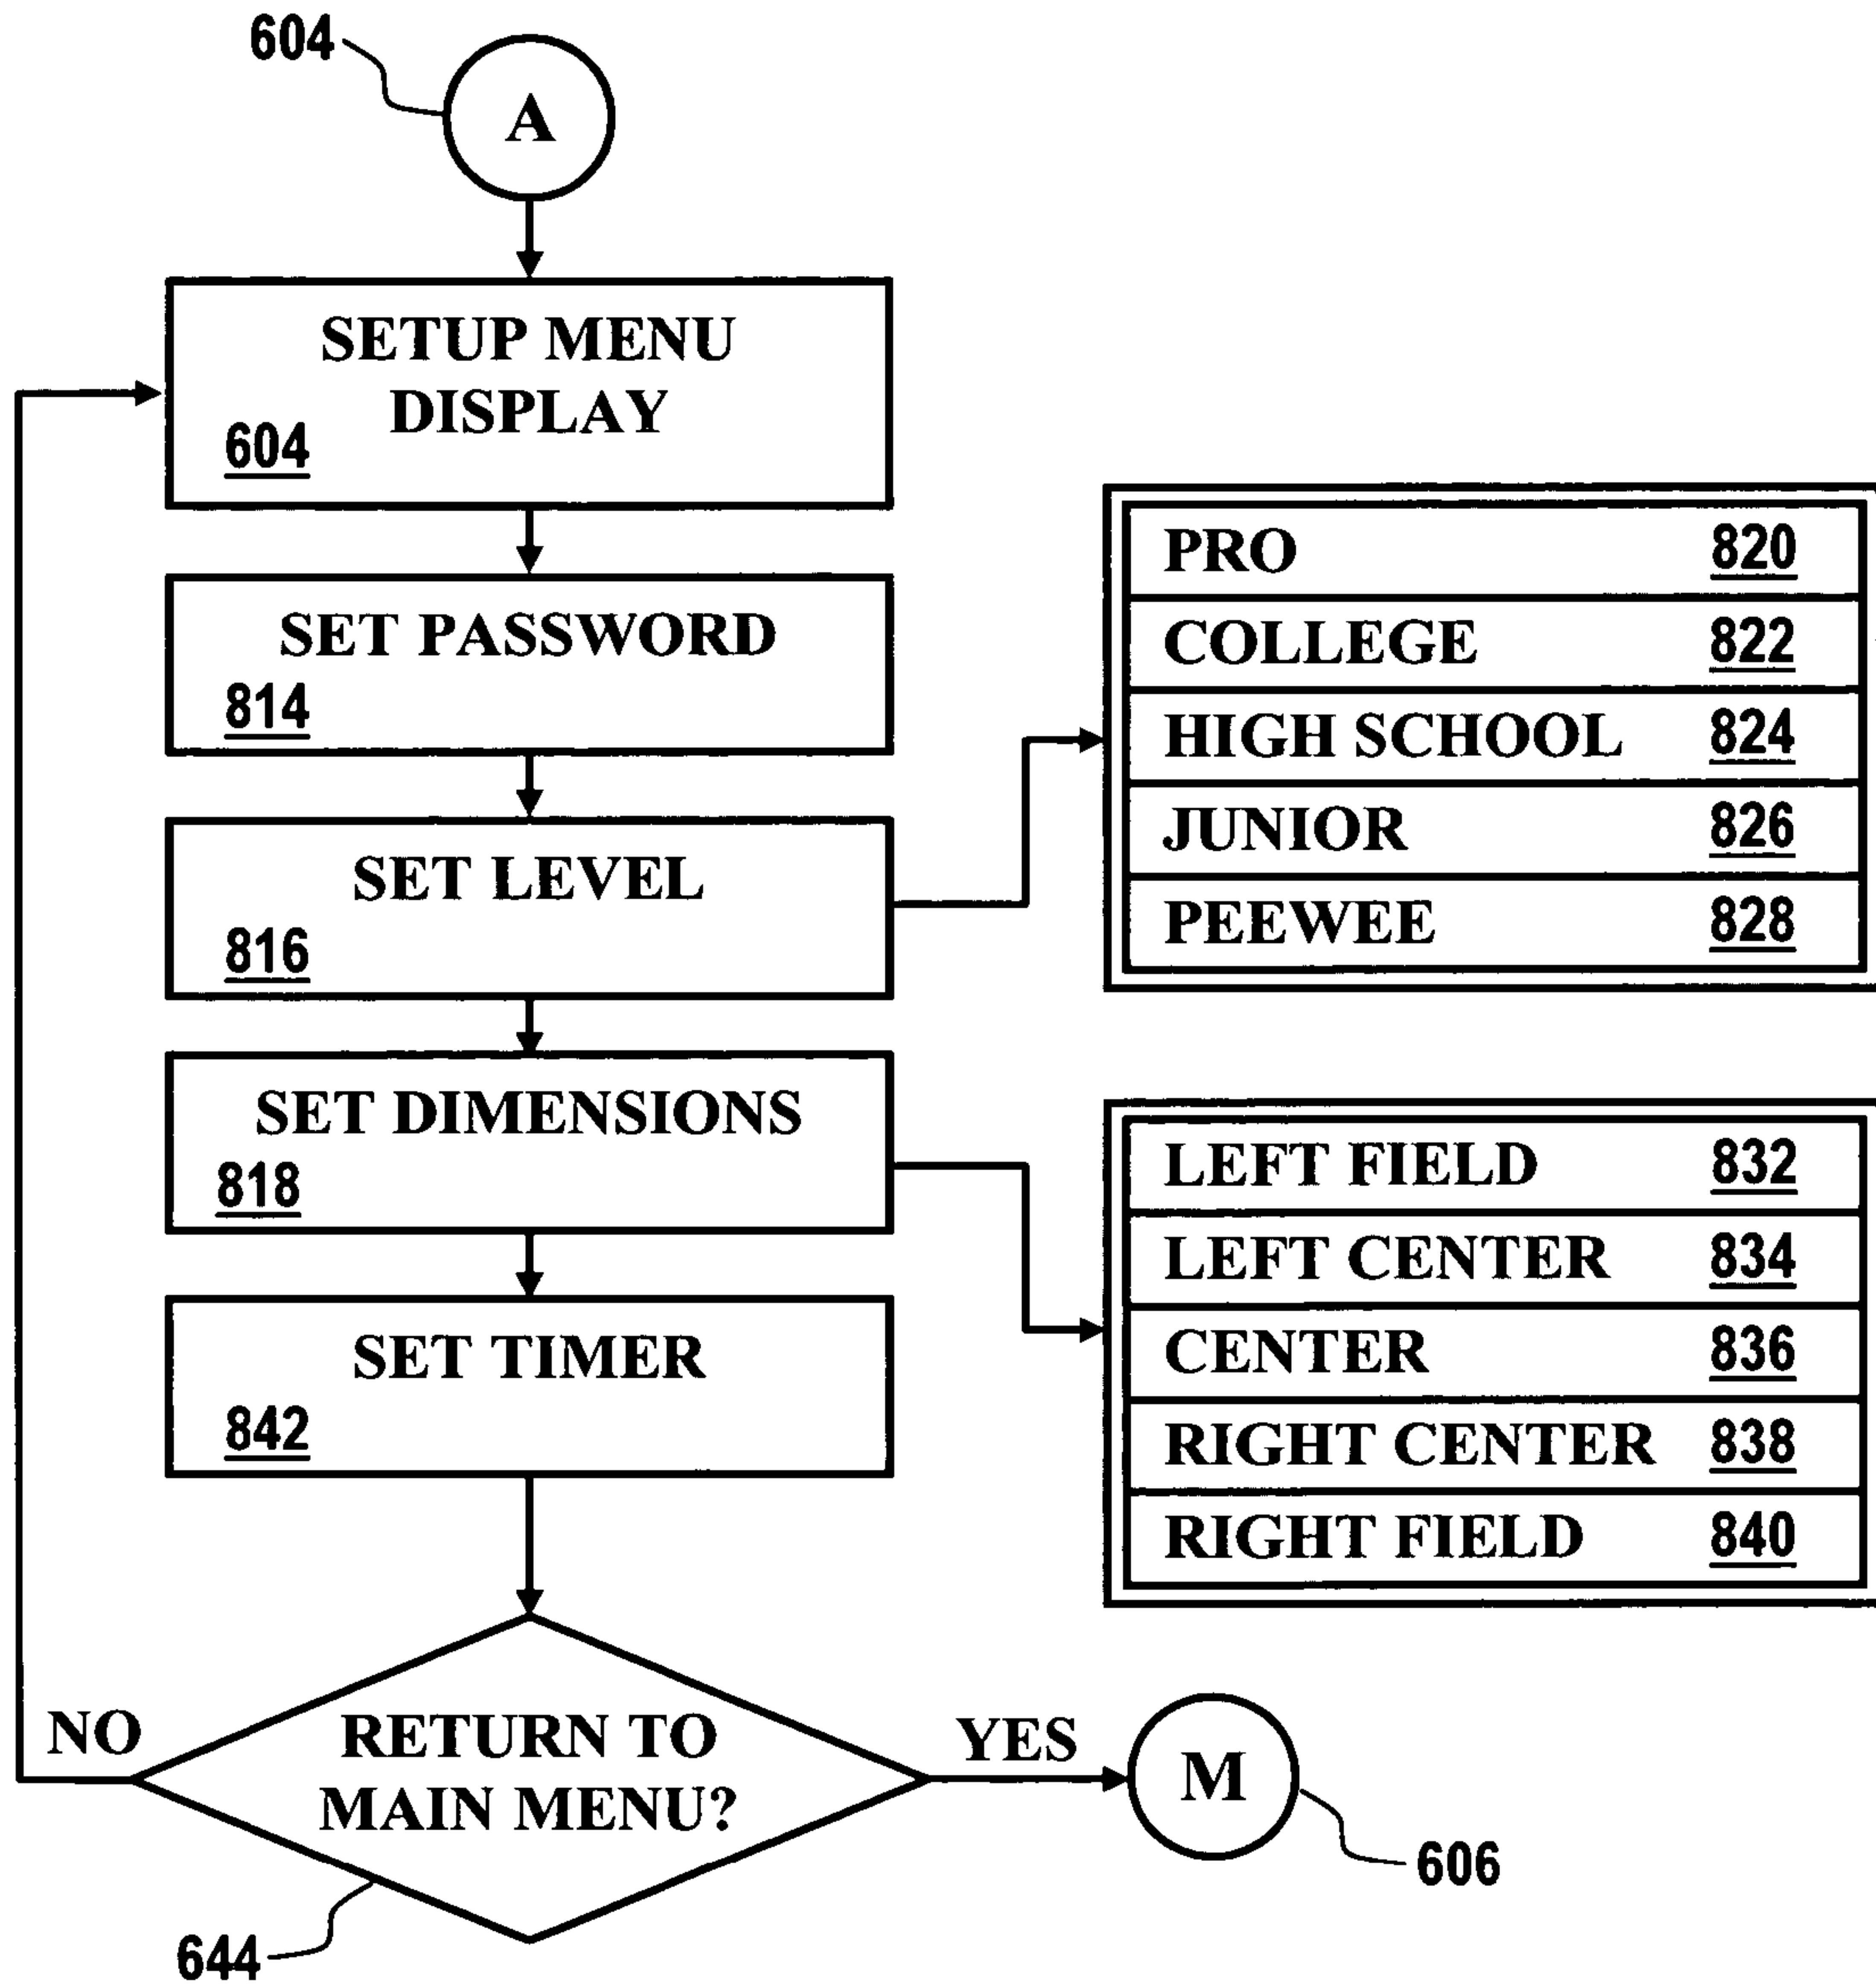 604
A
SETUP MENU
DISPLAY
604
SET PASSWORD
814
SET LEVEL
816
PRO 820
COLLEGE 822
HIGH SCHOOL 824
JUNIOR 826
PEEWEE 828
SET DIMENSIONS
818
LEFT FIELD 832
LEFT CENTER 834
CENTER 836
RIGHT CENTER 838
RIGHT FIELD 840
SET TIMER
842
RETURN TO
MAIN MENU?
NO
YES
M
606
644